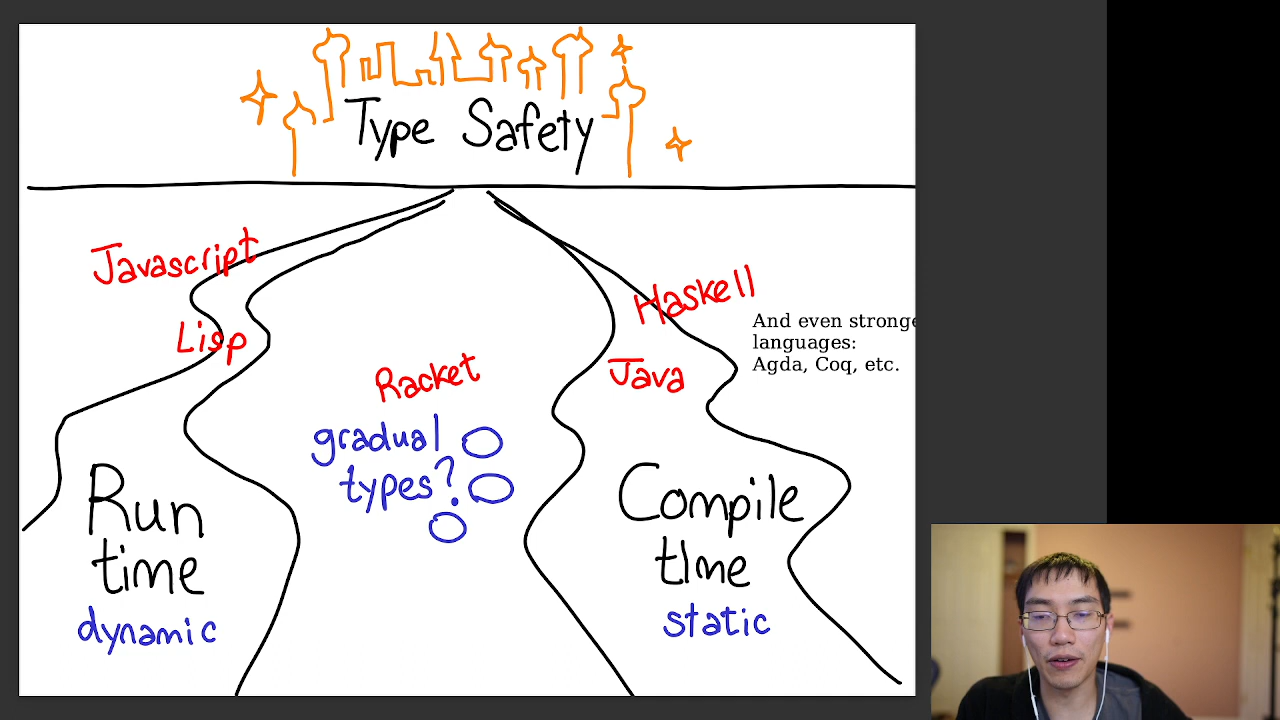 Type Safety
Javascript
Lisp
Haskell
And even stronge
languages:
Agda, Coq, etc.
Java
Racket
gradual
types?
Run
time
dynamic
Compile
tIme
static